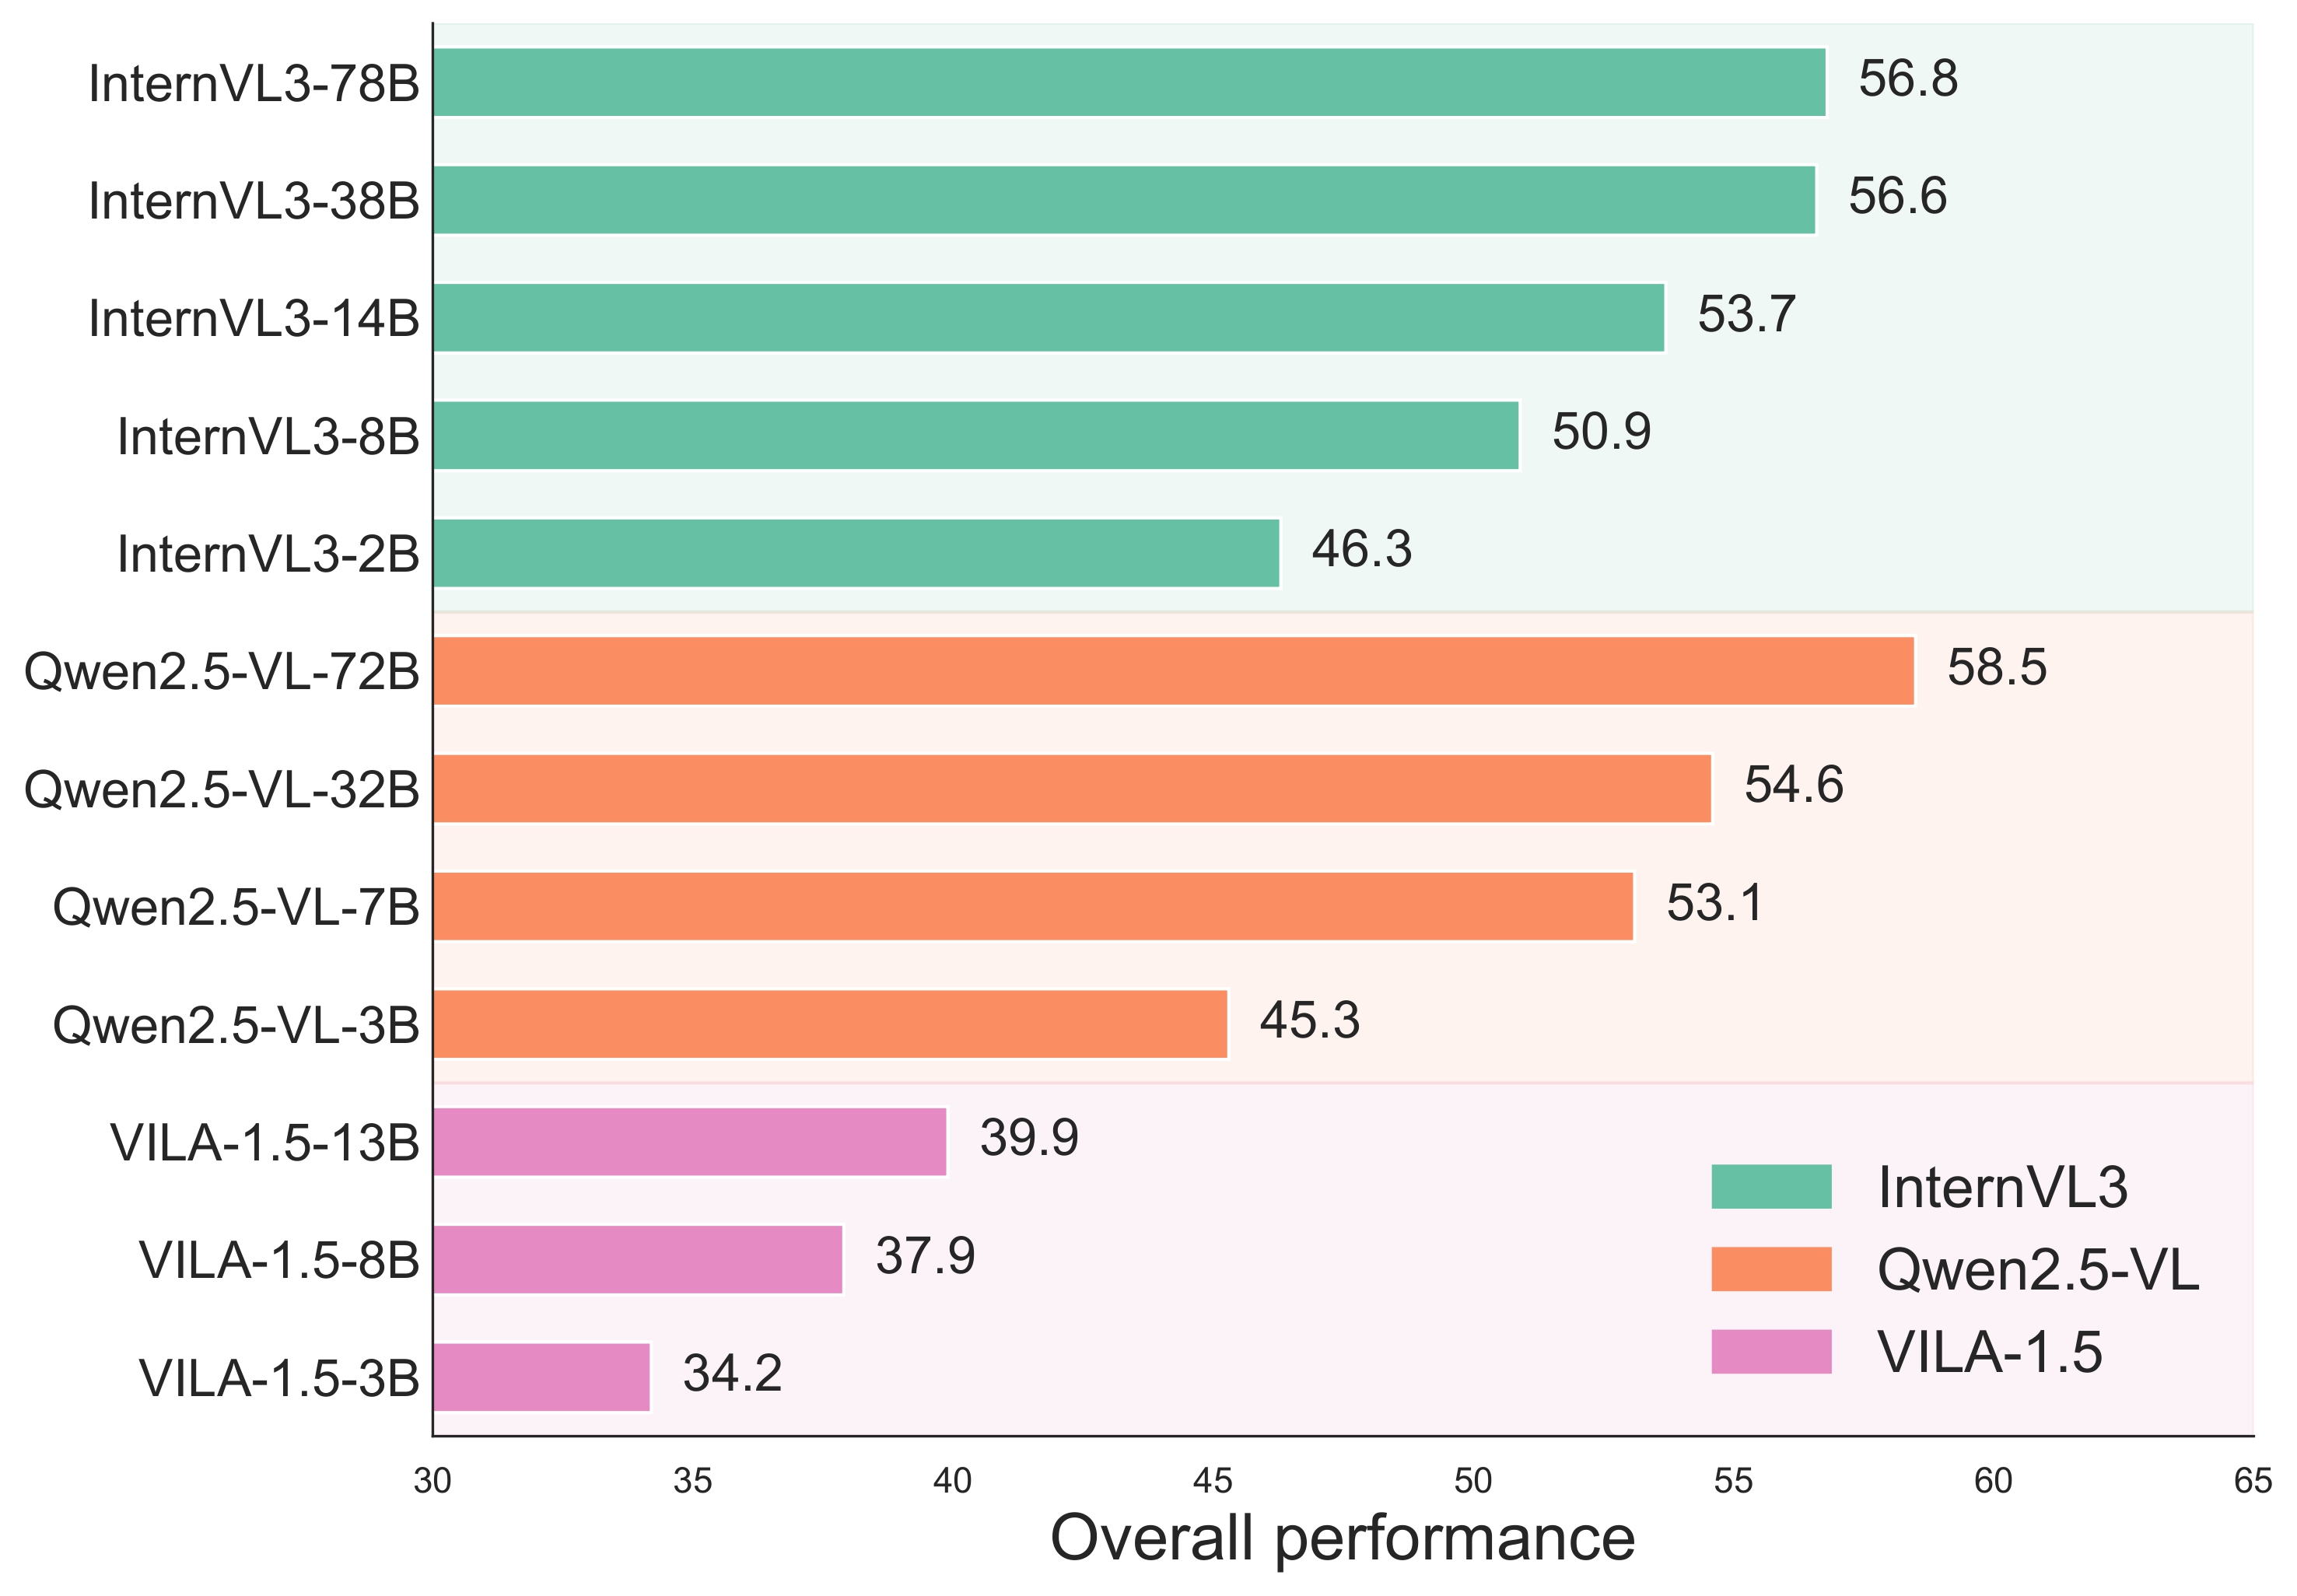 InternVL3-78B 56.8
InternVL3-38B 56.6
InternVL3-14B 53.7
InternVL3-8B 50.9
InternVL3-2B 46.3
Qwen2.5-VL-72B 58.5
Qwen2.5-VL-32B 54.6
Qwen2.5-VL-7B 53.1
Qwen2.5-VL-3B 45.3
VILA-1.5-13B 39.9
VILA-1.5-8B 37.9
VILA-1.5-3B 34.2
InternVL3
Qwen2.5-VL
VILA-1.5
30 35 40 45 50 55 60 65
Overall performance